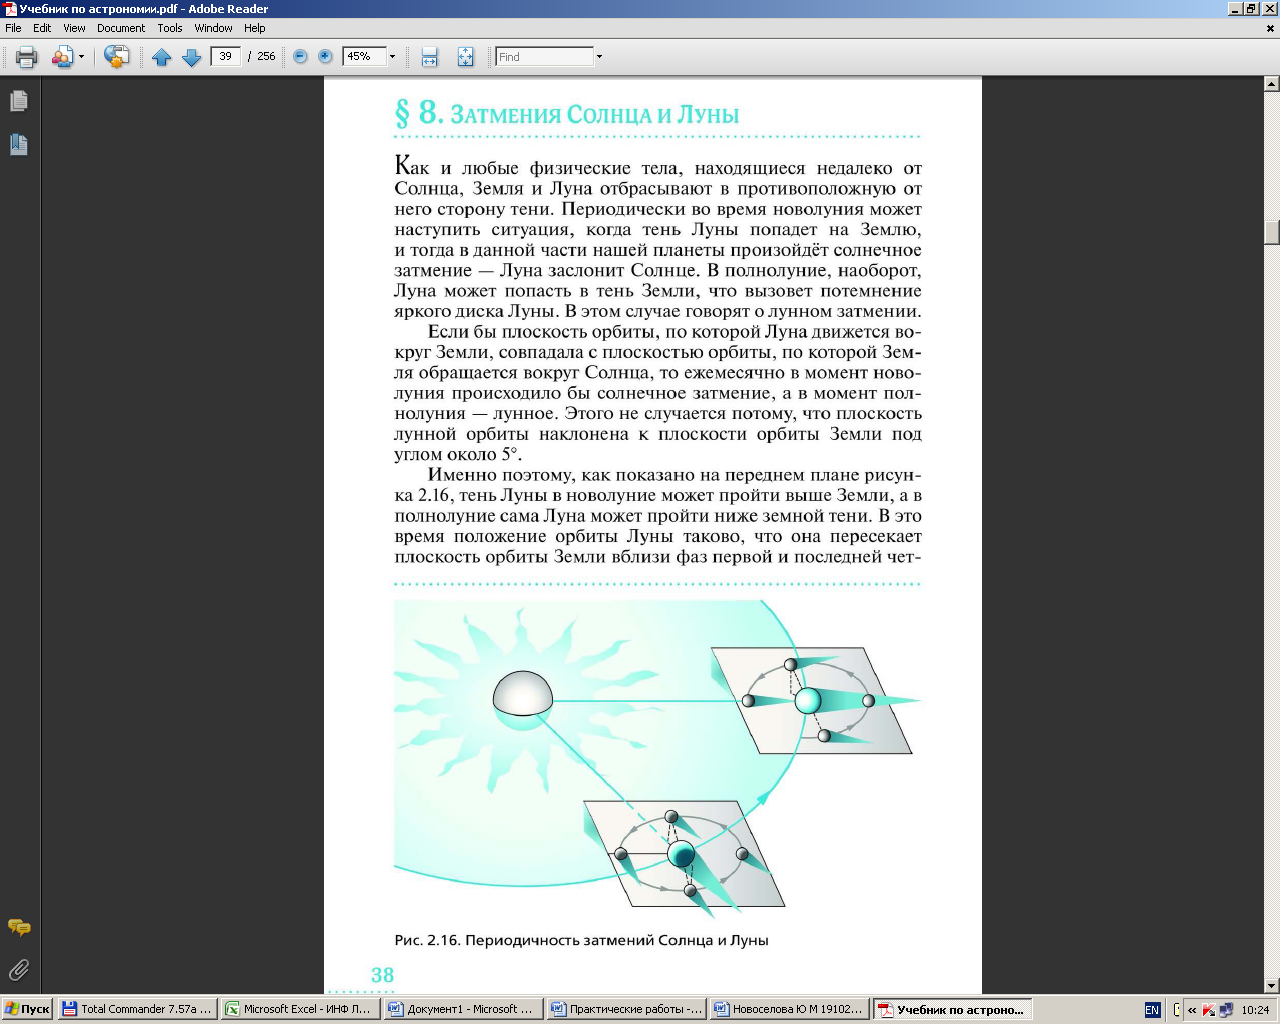 Учебник по астрономии.pdf - Adobe Reader
File Edit View Document Tools Window Help
39 / 256 45% Find
§ 8. Затмения Солнца и Луны
Как и любые физические тела, находящиеся недалеко от
Солнца, Земля и Луна отбрасывают в противоположную от
него сторону тени. Периодически во время новолуния может
наступить ситуация, когда тень Луны попадет на Землю,
и тогда в данной части нашей планеты произойдёт солнечное
затмение — Луна заслонит Солнце. В полнолуние, наоборот,
Луна может попасть в тень Земли, что вызовет потемнение
яркого диска Луны. В этом случае говорят о лунном затмении.
Если бы плоскость орбиты, по которой Луна движется во-
круг Земли, совпадала с плоскостью орбиты, по которой Зем-
ля обращается вокруг Солнца, то ежемесячно в момент ново-
луния происходило бы солнечное затмение, а в момент пол-
нолуния — лунное. Этого не случается потому, что плоскость
лунной орбиты наклонена к плоскости орбиты Земли под
углом около 5°.
Именно поэтому, как показано на переднем плане рисун-
ка 2.16, тень Луны в новолуние может пройти выше Земли, а в
полнолуние сама Луна может пройти ниже земной тени. В это
время положение орбиты Луны таково, что она пересекает
плоскость орбиты Земли вблизи фаз первой и последней чет-
Рис. 2.16. Периодичность затмений Солнца и Луны
38
Пуск Total Commander 7.57a ... Microsoft Excel - ИНФ Л... Документ1 - Microsoft ... Практические работы -... Новоселова Ю М 19102... Учебник по астроно... EN « 10:24